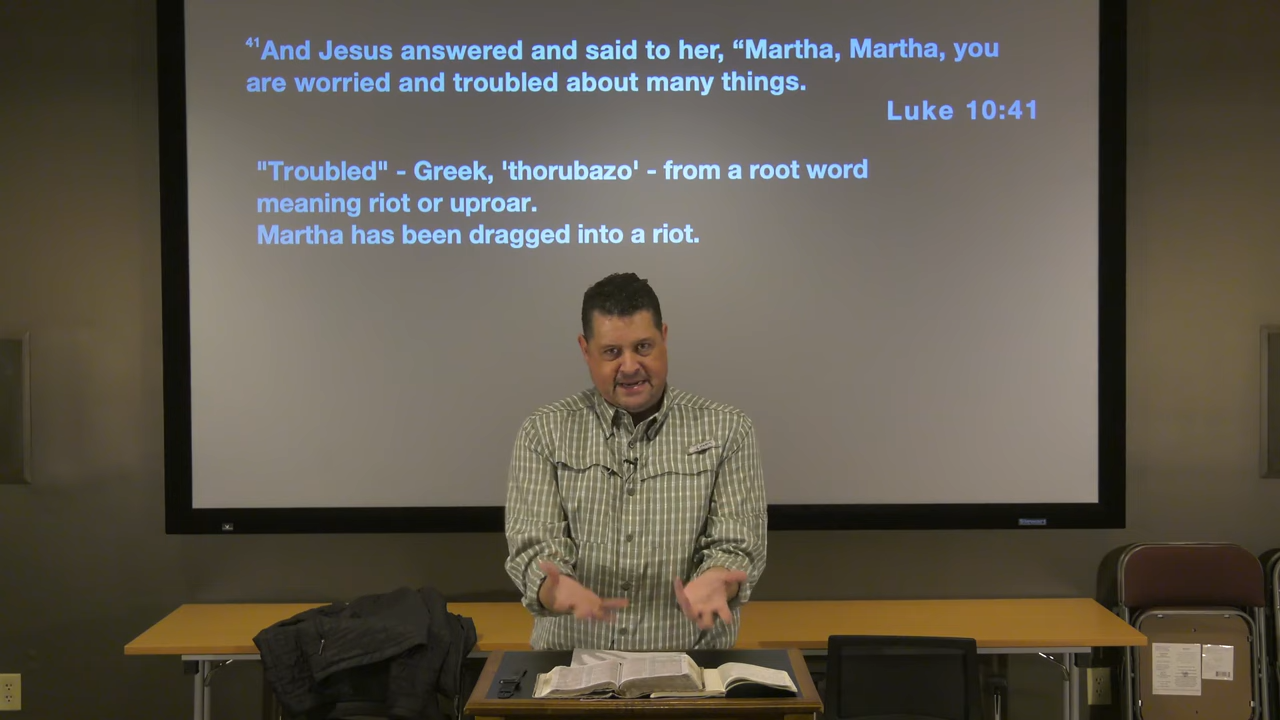 ⁴¹And Jesus answered and said to her, “Martha, Martha, you
are worried and troubled about many things.
Luke 10:41
"Troubled" - Greek, 'thorubazo' - from a root word
meaning riot or uproar.
Martha has been dragged into a riot.